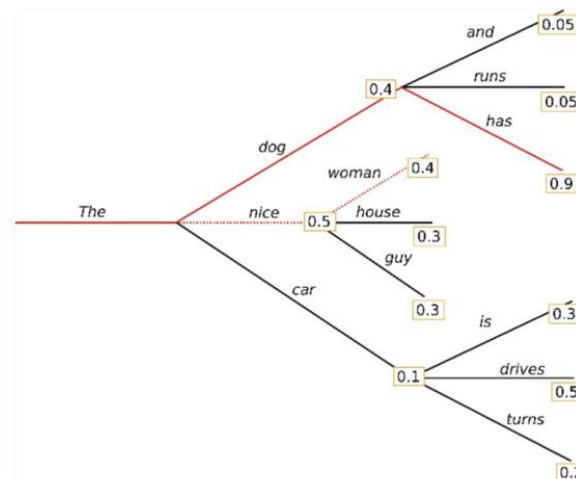 and
0.05
runs
0.4
0.05
has
dog
woman
0.4
0.9
The
nice
0.5
house
0.3
guy
car
0.3
is
0.3
drives
0.1
0.5
turns